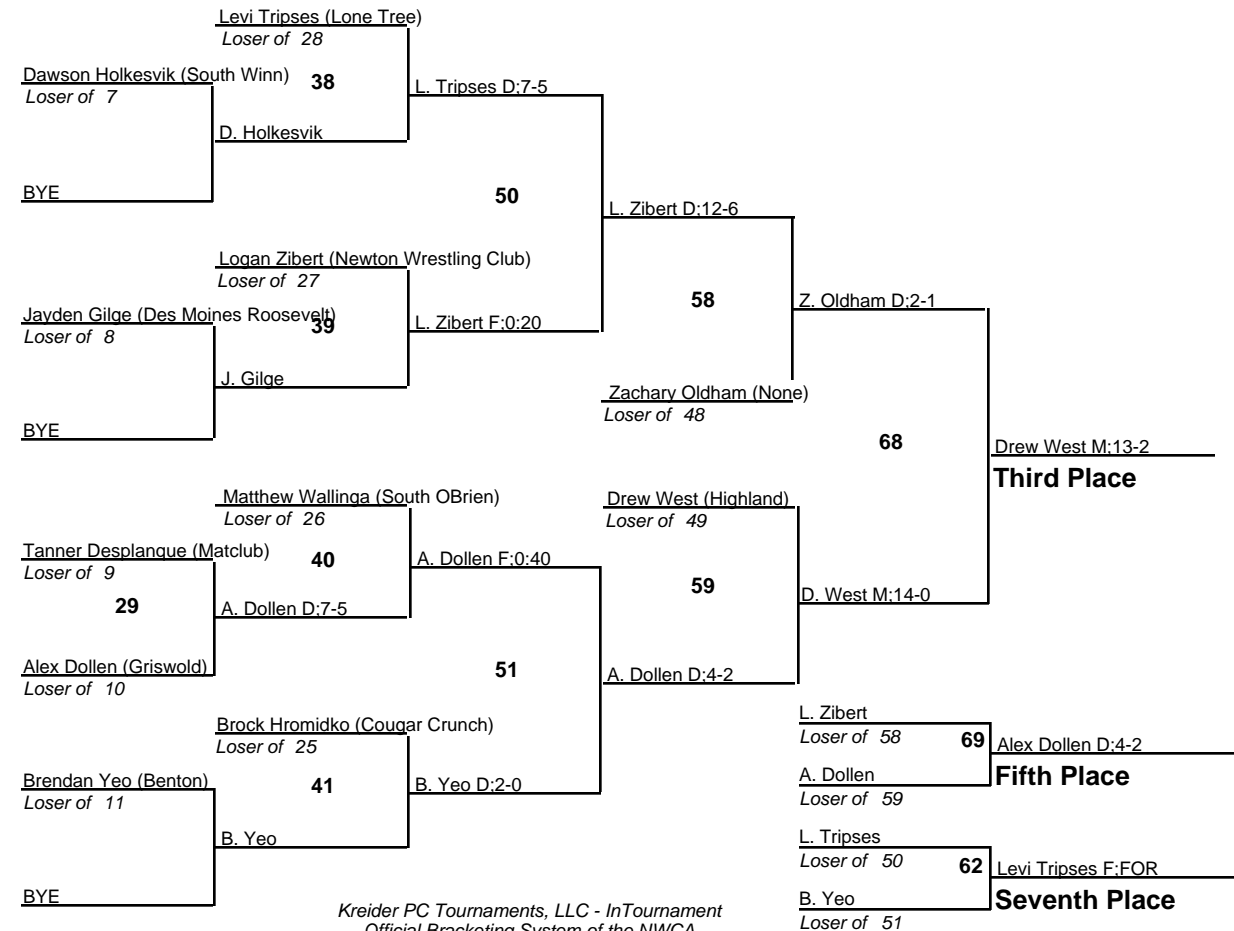 Levi Tripses (Lone Tree)
Loser of 28
Dawson Holkesvik (South Winn)
Loser of 7
38
L. Tripses D;7-5
D. Holkesvik
BYE
50
L. Zibert D;12-6
Logan Zibert (Newton Wrestling Club)
Loser of 27
Jayden Gilge (Des Moines Roosevelt)
Loser of 8
39
L. Zibert F;0:20
J. Gilge
BYE
58
Z. Oldham D;2-1
Zachary Oldham (None)
Loser of 48
68
Drew West M;13-2
Third Place
Matthew Wallinga (South OBrien)
Loser of 26
Tanner Desplanque (Matclub)
Loser of 9
40
A. Dollen F;0:40
29
A. Dollen D;7-5
Alex Dollen (Griswold)
Loser of 10
51
Drew West (Highland)
Loser of 49
59
D. West M;14-0
A. Dollen D;4-2
Brock Hromidko (Cougar Crunch)
Loser of 25
Brendan Yeo (Benton)
Loser of 11
41
B. Yeo D;2-0
B. Yeo
BYE
L. Zibert
Loser of 58
69
Alex Dollen D;4-2
Fifth Place
A. Dollen
Loser of 59
L. Tripses
Loser of 50
62
Levi Tripses F;FOR
Seventh Place
B. Yeo
Loser of 51
Kreider PC Tournaments, LLC - InTournament
Official Bracketing System of the NWCA